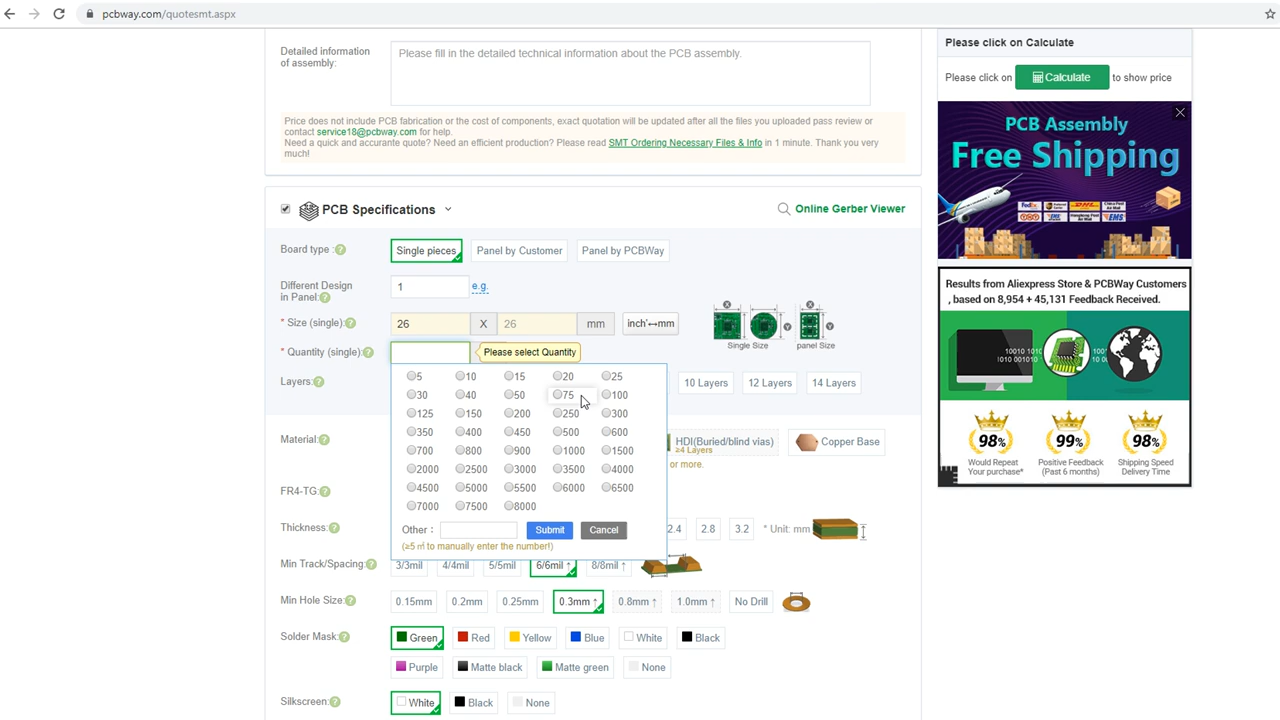 pcbway.com/quotesmt.aspx
Detailed information
of assembly:
Please fill in the detailed technical information about the PCB assembly.
Price does not include PCB fabrication or the cost of components, exact quotation will be updated after all the files you uploaded pass review or
contact service18@pcbway.com for help.
Need a quick and accurante quote? Need an efficient production? Please read SMT Ordering Necessary Files & Info in 1 minute. Thank you very
much!
PCB Specifications
Online Gerber Viewer
Board type :
Single pieces
Panel by Customer
Panel by PCBWay
Different Design
in Panel:
1
e.g.
* Size (single):
26 X 26 mm
inch'↔mm
X
Y
Single Size
X
Y
panel Size
* Quantity (single):
Please select Quantity
5 10 15 20 25
30 40 50 75 100
125 150 200 250 300
350 400 450 500 600
700 800 900 1000 1500
2000 2500 3000 3500 4000
4500 5000 5500 6000 6500
7000 7500 8000
Other :
Submit
Cancel
(≥5 ㎡ to manually enter the number!)
Layers:
10 Layers
12 Layers
14 Layers
Material:
HDI(Buried/blind vias)
≥4 Layers
Copper Base
or more.
FR4-TG:
Thickness:
2.4 2.8 3.2 * Unit: mm
Min Track/Spacing:
3/3mil 4/4mil 5/5mil 6/6mil ↑ 8/8mil ↑
Min Hole Size:
0.15mm 0.2mm 0.25mm 0.3mm ↑ 0.8mm ↑ 1.0mm ↑ No Drill
Solder Mask:
Green Red Yellow Blue White Black
Purple Matte black Matte green None
Silkscreen:
White Black None
Please click on Calculate
Please click on Calculate to show price
PCB Assembly
Free Shipping
FedEx
Results from Aliexpress Store & PCBWay Customers
, based on 8,954 + 45,131 Feedback Received.
98% 99% 98%
Would Repeat
Your purchase*
Positive Feedback
(Past 6 months)
Shipping Speed
Delivery Time